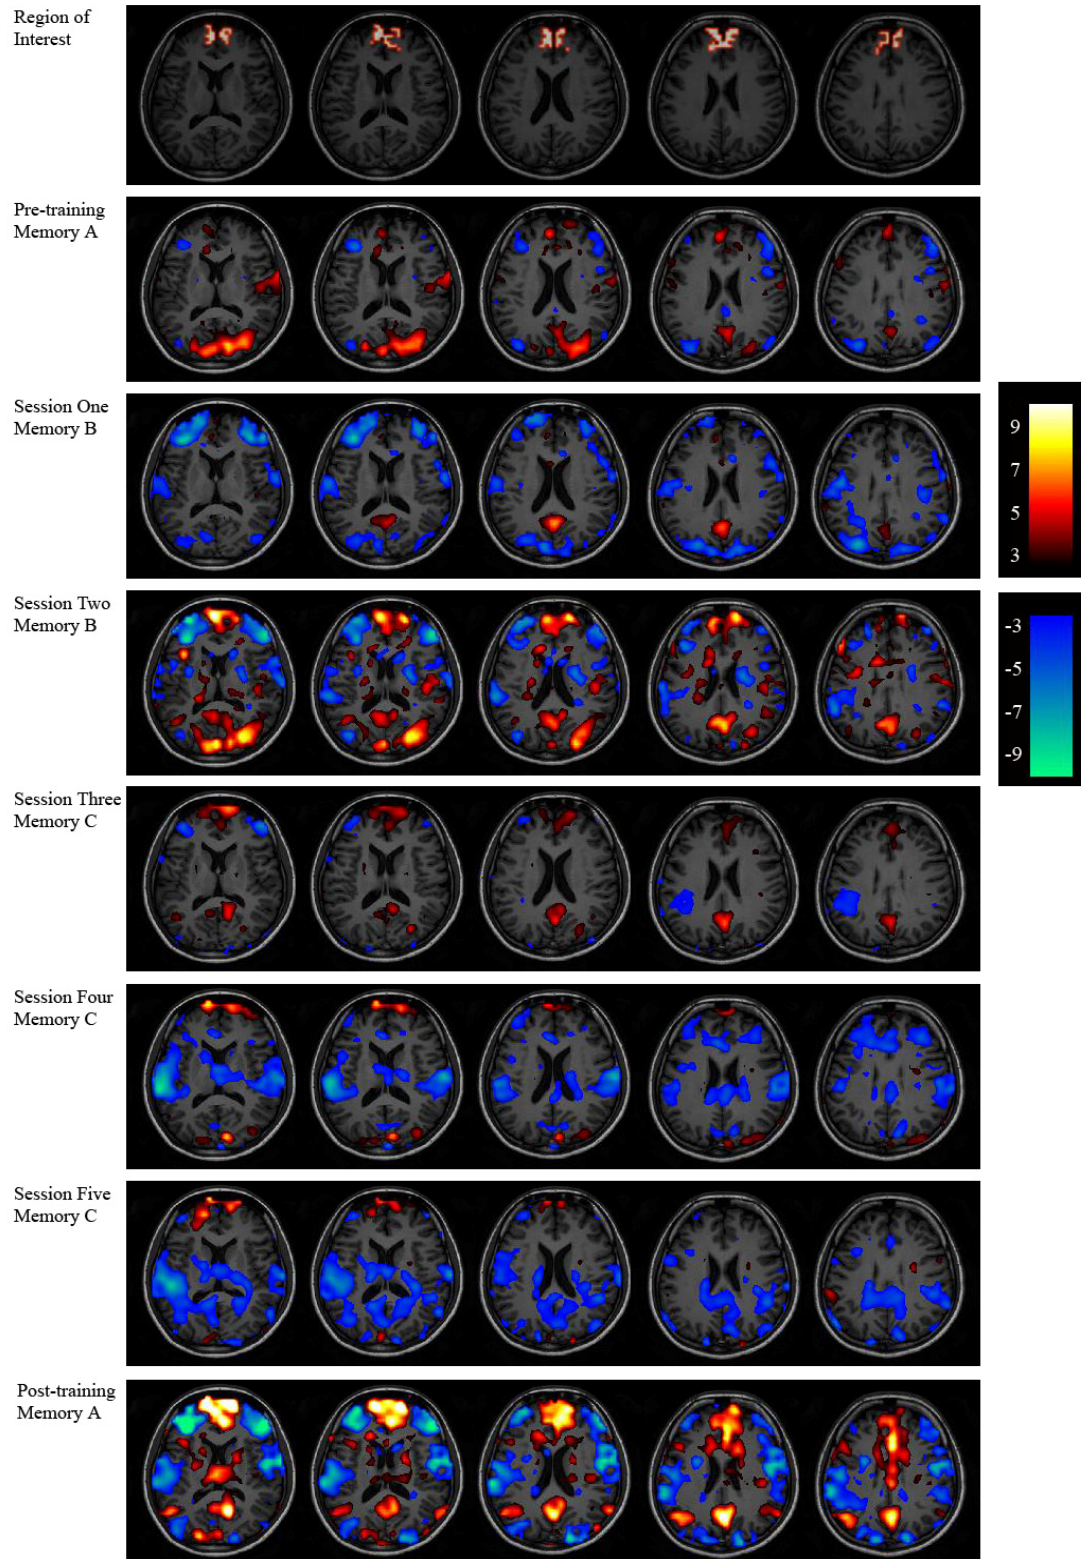 Region of
Interest
Pre-training
Memory A
Session One
Memory B
9
7
5
3
Session Two
Memory B
-3
-5
-7
-9
Session Three
Memory C
Session Four
Memory C
Session Five
Memory C
Post-training
Memory A